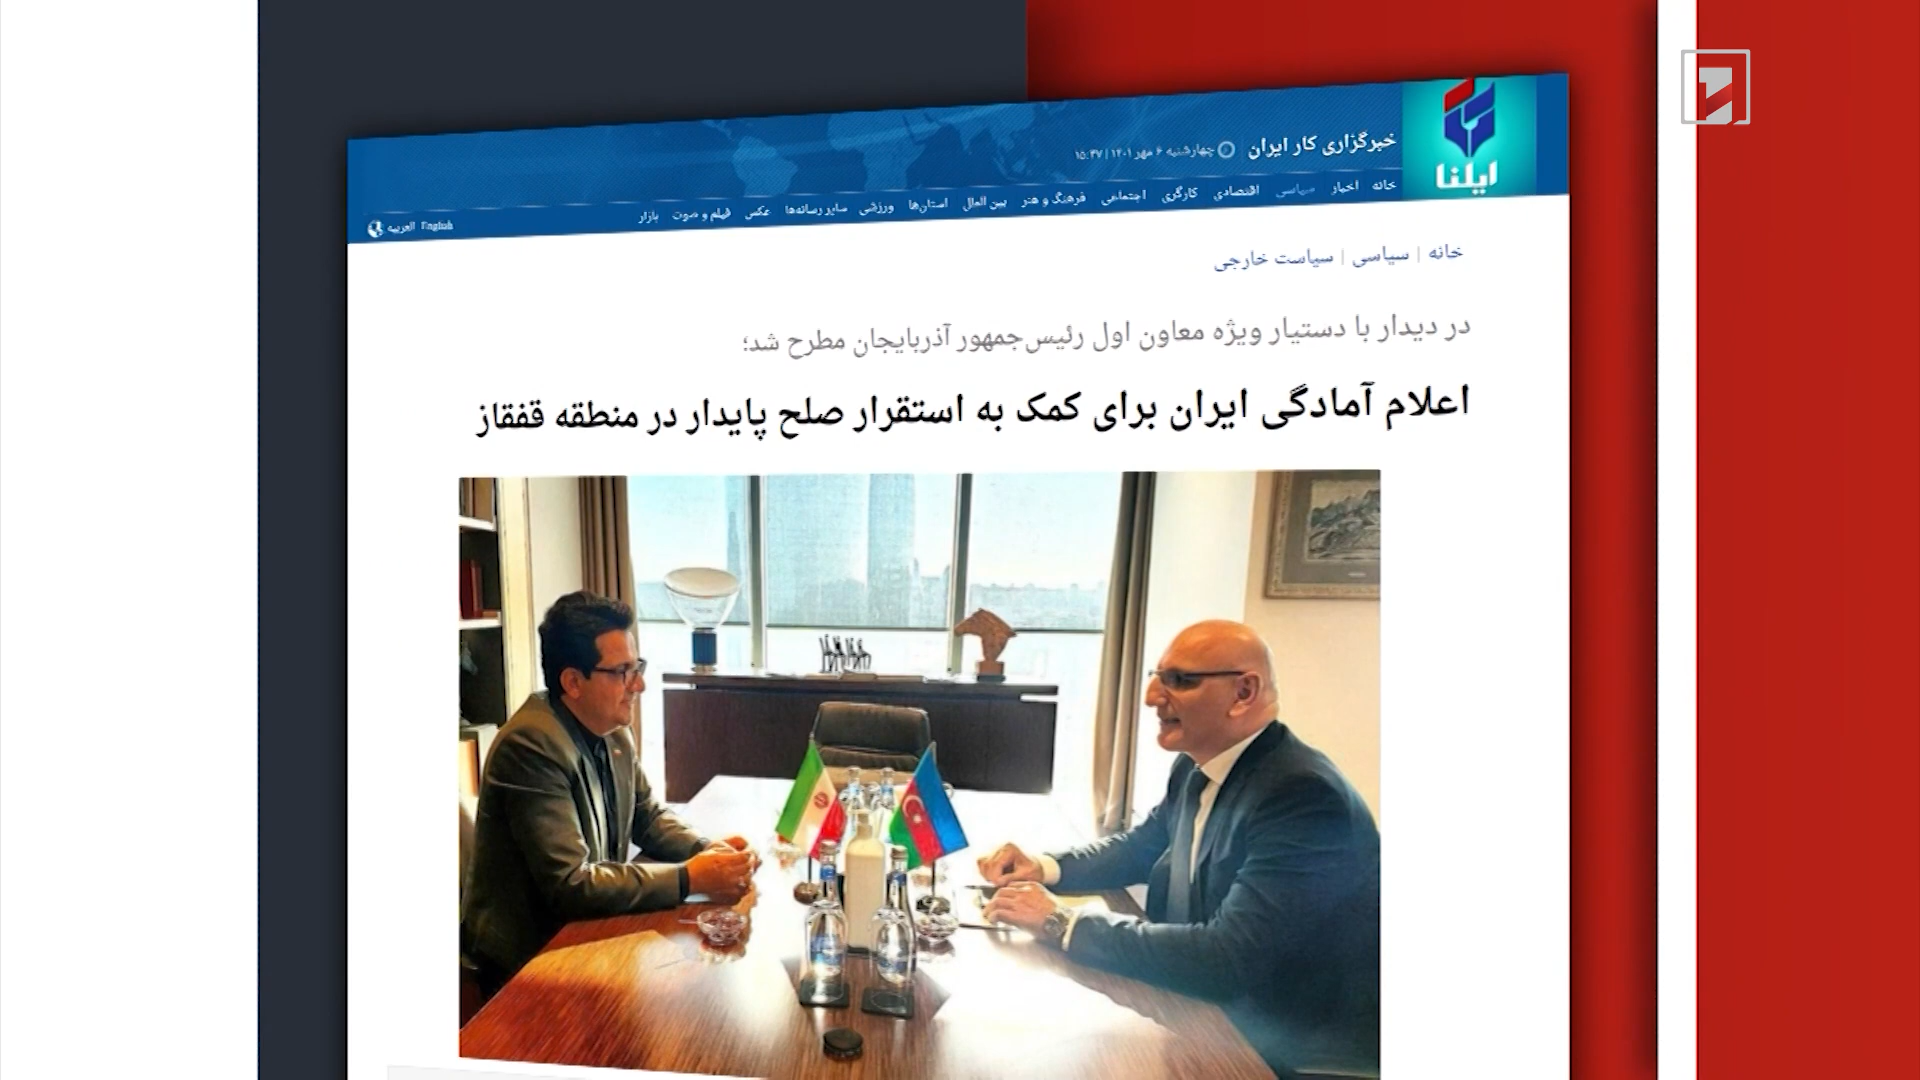 ایلنا
خبرگزاری کار ایران
چهارشنبه ۶ مهر ۱۴۰۱ | ۱۵:۴۷
خانه اخبار سیاسی اقتصادی کارگری اجتماعی فرهنگ و هنر بین الملل استان‌ها ورزشی سایر رسانه‌ها عکس فیلم و صوت بازار
English العربیه
خانه | سیاسی | سیاست خارجی
در دیدار با دستیار ویژه معاون اول رئیس‌جمهور آذربایجان مطرح شد؛
اعلام آمادگی ایران برای کمک به استقرار صلح پایدار در منطقه قفقاز